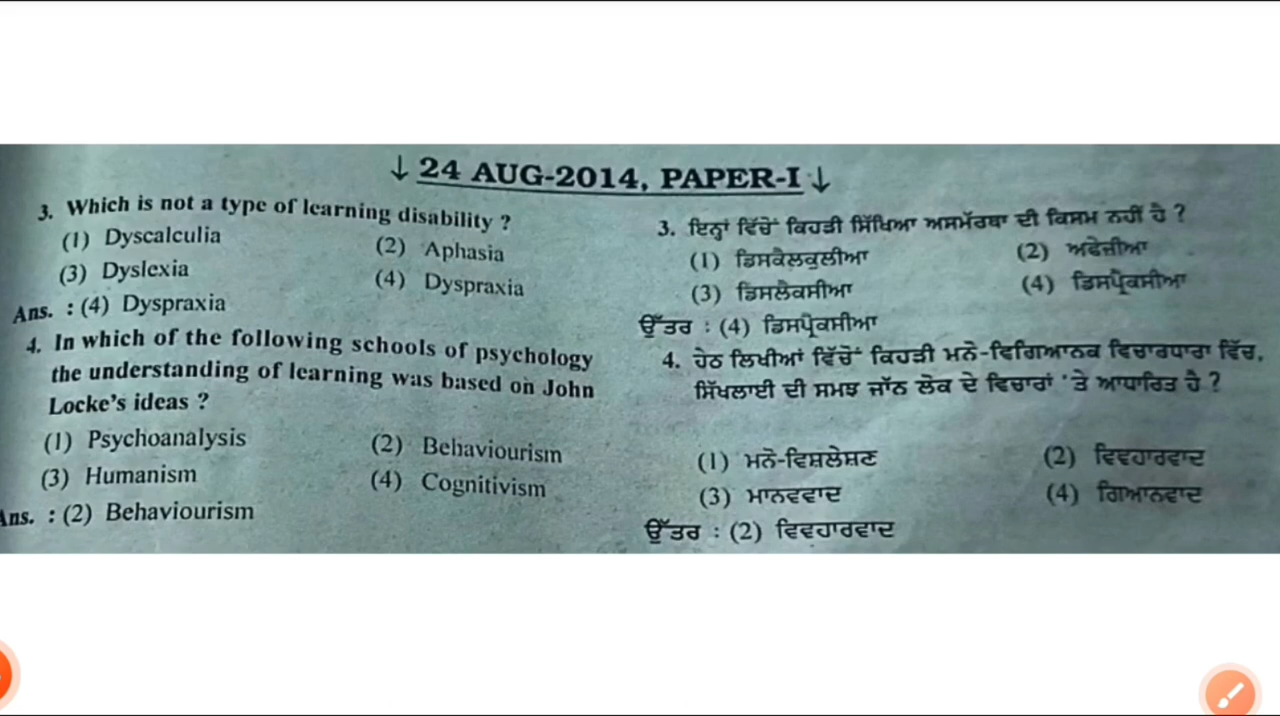 ↓ 24 AUG-2014, PAPER-I ↓
3. Which is not a type of learning disability ?
(1) Dyscalculia (2) Aphasia
(3) Dyslexia (4) Dyspraxia
Ans. : (4) Dyspraxia
4. In which of the following schools of psychology
the understanding of learning was based on John
Locke's ideas ?
(1) Psychoanalysis (2) Behaviourism
(3) Humanism (4) Cognitivism
Ans. : (2) Behaviourism
3. ਇਨ੍ਹਾਂ ਵਿੱਚੋਂ ਕਿਹੜੀ ਸਿੱਖਿਆ ਅਸਮੱਰਥਾ ਦੀ ਕਿਸਮ ਨਹੀਂ ਹੈ ?
(1) ਡਿਸਕੈਲਕੁਲੀਆ (2) ਅਫੇਜ਼ੀਆ
(3) ਡਿਸਲੈਕਸੀਆ (4) ਡਿਸਪ੍ਰੈਕਸੀਆ
ਉੱਤਰ : (4) ਡਿਸਪ੍ਰੈਕਸੀਆ
4. ਹੇਠ ਲਿਖੀਆਂ ਵਿੱਚੋਂ ਕਿਹੜੀ ਮਨੋ-ਵਿਗਿਆਨਕ ਵਿਚਾਰਧਾਰਾ ਵਿੱਚ,
ਸਿੱਖਲਾਈ ਦੀ ਸਮਝ ਜਾੱਨ ਲੋਕ ਦੇ ਵਿਚਾਰਾਂ 'ਤੇ ਆਧਾਰਿਤ ਹੈ ?
(1) ਮਨੋ-ਵਿਸ਼ਲੇਸ਼ਣ (2) ਵਿਵਹਾਰਵਾਦ
(3) ਮਾਨਵਵਾਦ (4) ਗਿਆਨਵਾਦ
ਉੱਤਰ : (2) ਵਿਵਹਾਰਵਾਦ